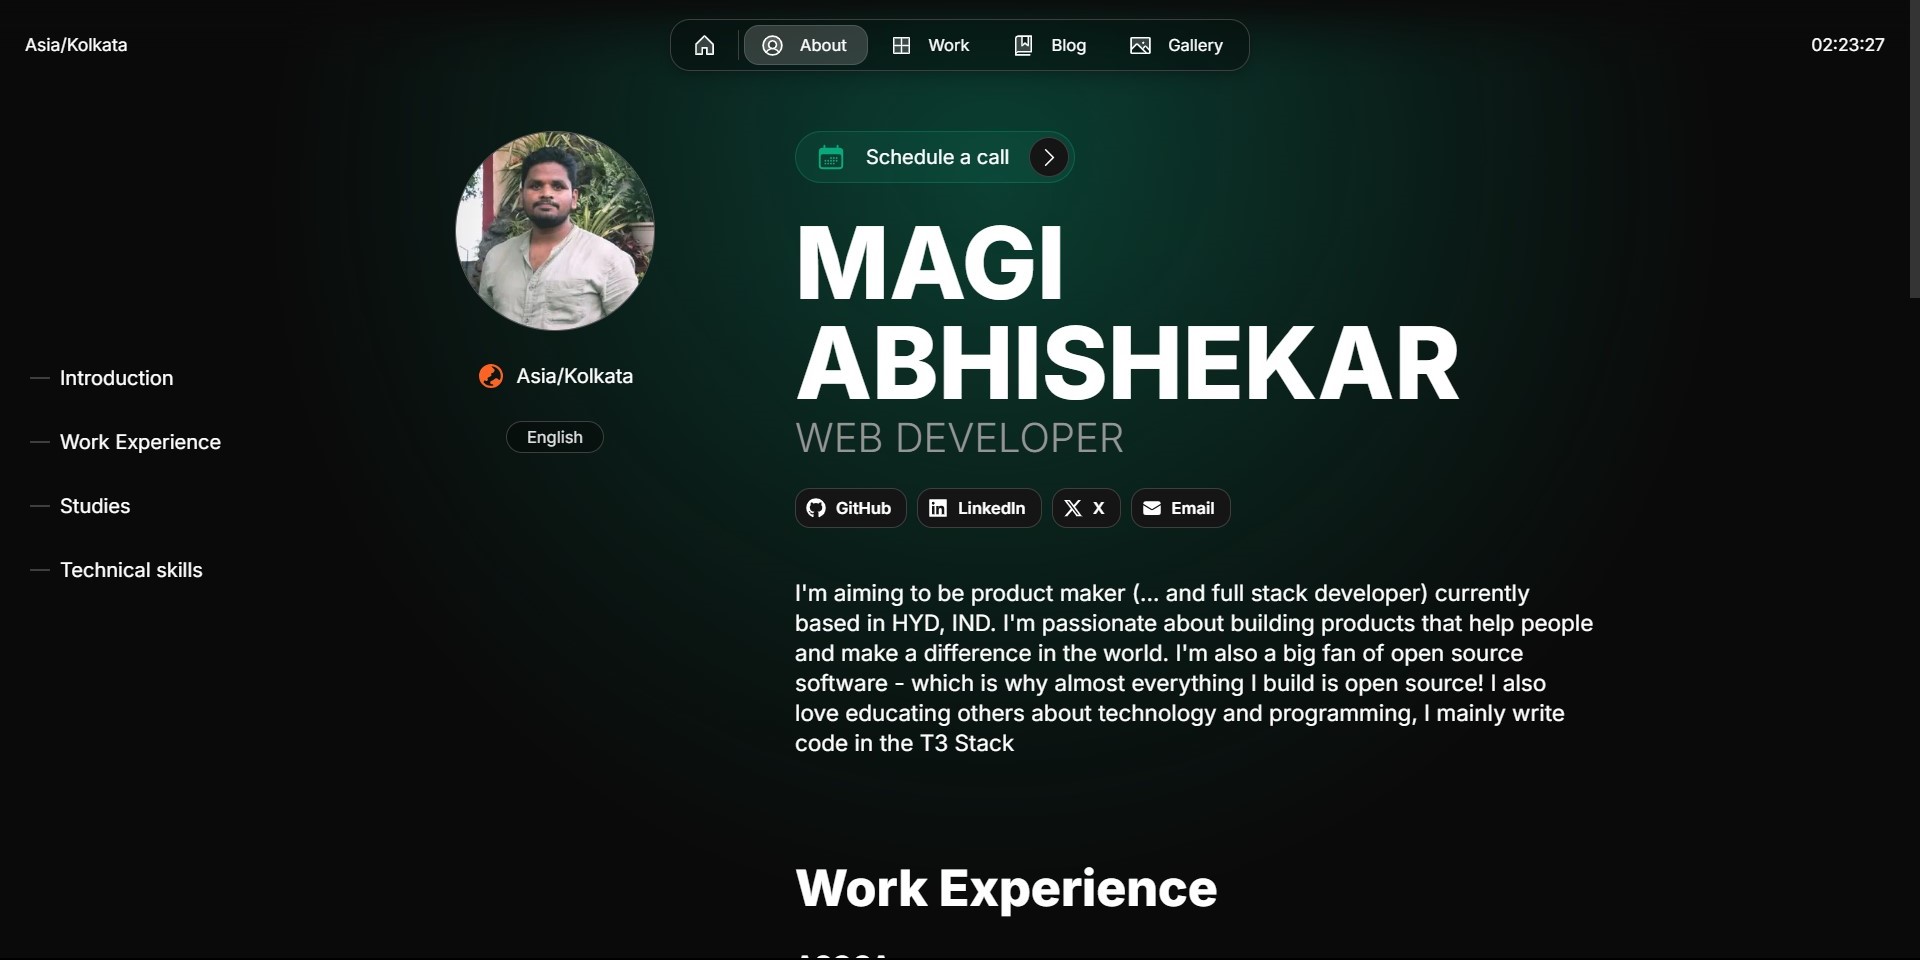 Asia/Kolkata
About
Work
Blog
Gallery
02:23:27
Introduction
Work Experience
Studies
Technical skills
Asia/Kolkata
English
Schedule a call
MAGI
ABHISHEKAR
WEB DEVELOPER
GitHub
LinkedIn
X
Email
I'm aiming to be product maker (... and full stack developer) currently
based in HYD, IND. I'm passionate about building products that help people
and make a difference in the world. I'm also a big fan of open source
software - which is why almost everything I build is open source! I also
love educating others about technology and programming, I mainly write
code in the T3 Stack
Work Experience